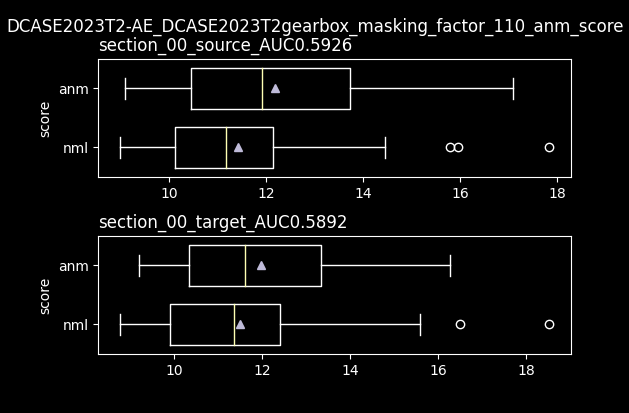 DCASE2023T2-AE_DCASE2023T2gearbox_masking_factor_110_anm_score
section_00_source_AUC0.5926
anm
nml
score
10 12 14 16 18
section_00_target_AUC0.5892
anm
nml
score
10 12 14 16 18